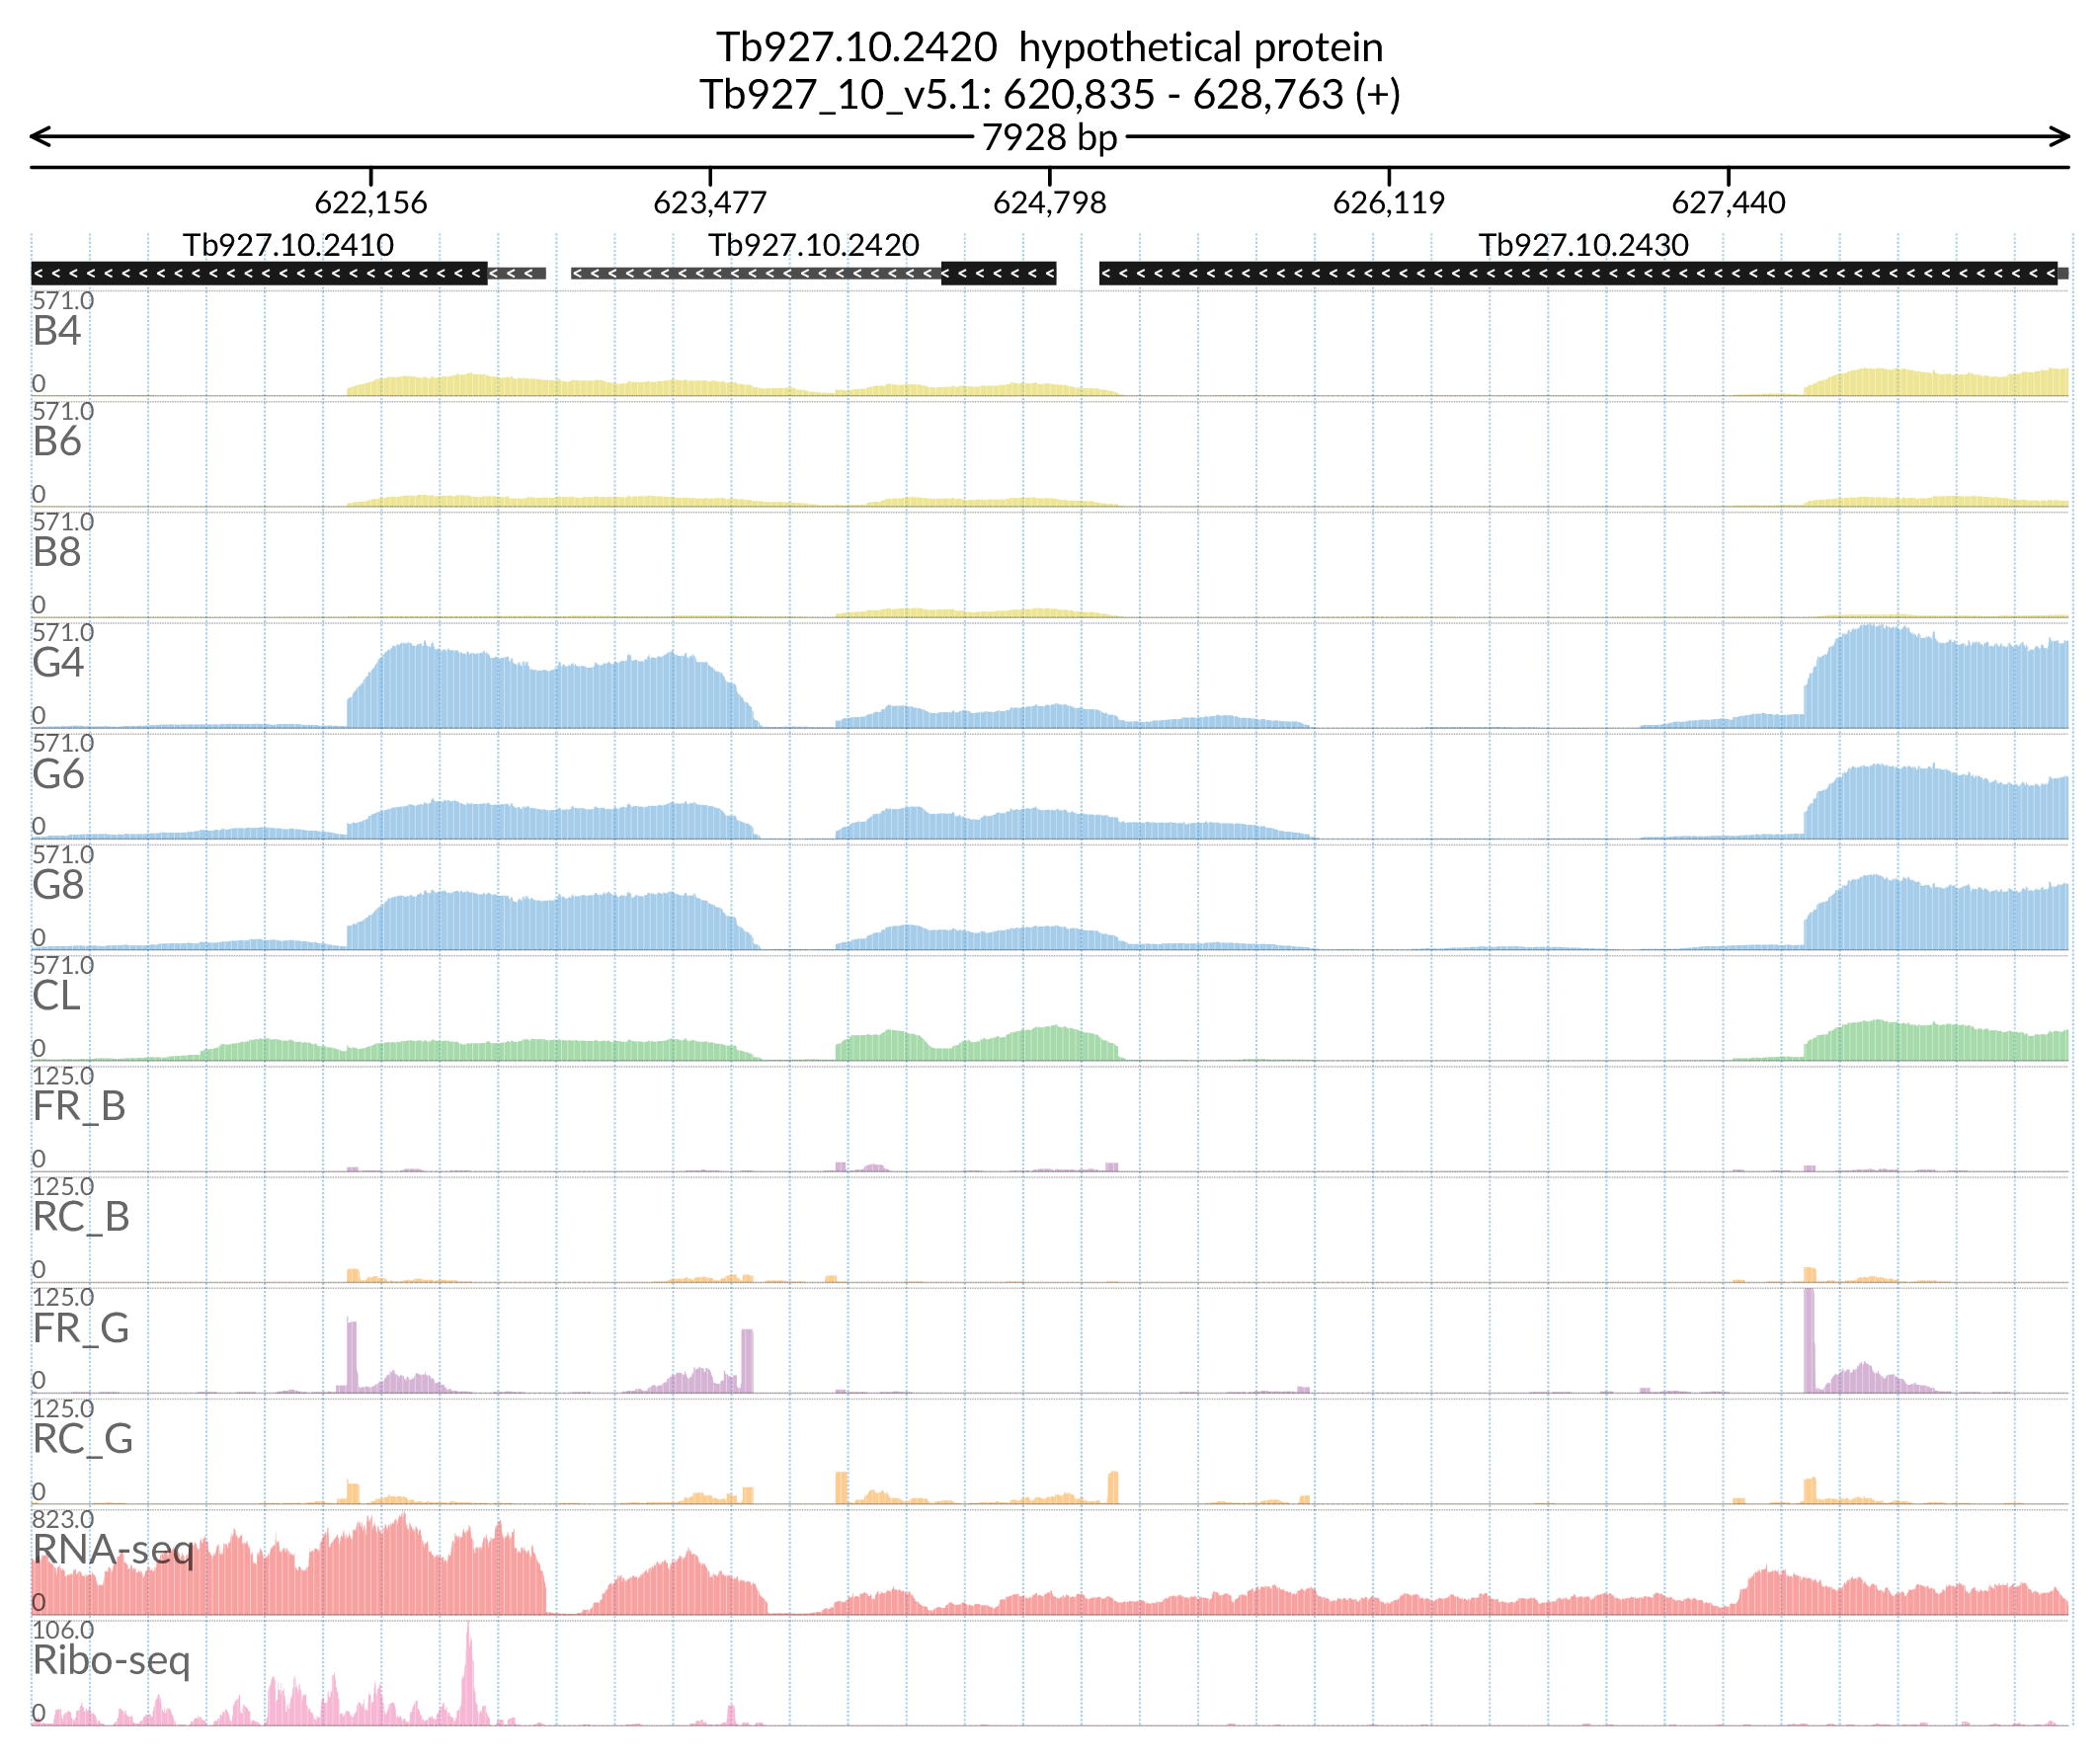 Tb927.10.2420  hypothetical protein
Tb927_10_v5.1: 620,835 - 628,763 (+)
7928 bp
622,156 623,477 624,798 626,119 627,440
Tb927.10.2410 Tb927.10.2420 Tb927.10.2430
571.0
B4
0
571.0
B6
0
571.0
B8
0
571.0
G4
0
571.0
G6
0
571.0
G8
0
571.0
CL
0
125.0
FR_B
0
125.0
RC_B
0
125.0
FR_G
0
125.0
RC_G
0
823.0
RNA-seq
0
106.0
Ribo-seq
0